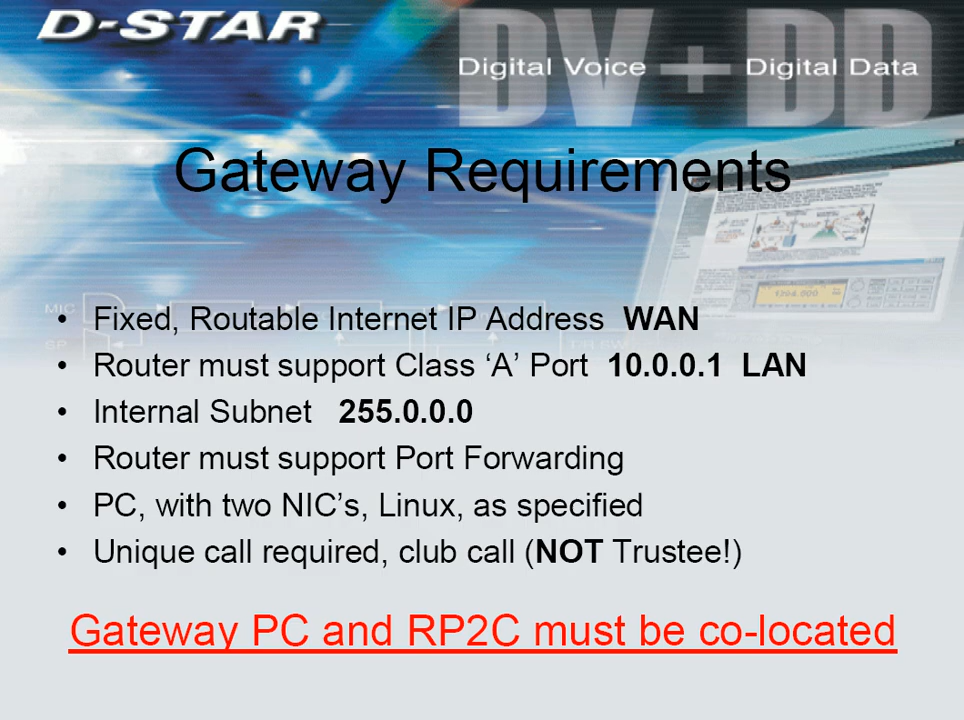 D-STAR
DV + DD
Digital Voice
Digital Data
Gateway Requirements
MIC
SP
• Fixed, Routable Internet IP Address WAN
• Router must support Class ‘A’ Port 10.0.0.1 LAN
• Internal Subnet 255.0.0.0
• Router must support Port Forwarding
• PC, with two NIC’s, Linux, as specified
• Unique call required, club call (NOT Trustee!)
Gateway PC and RP2C must be co-located